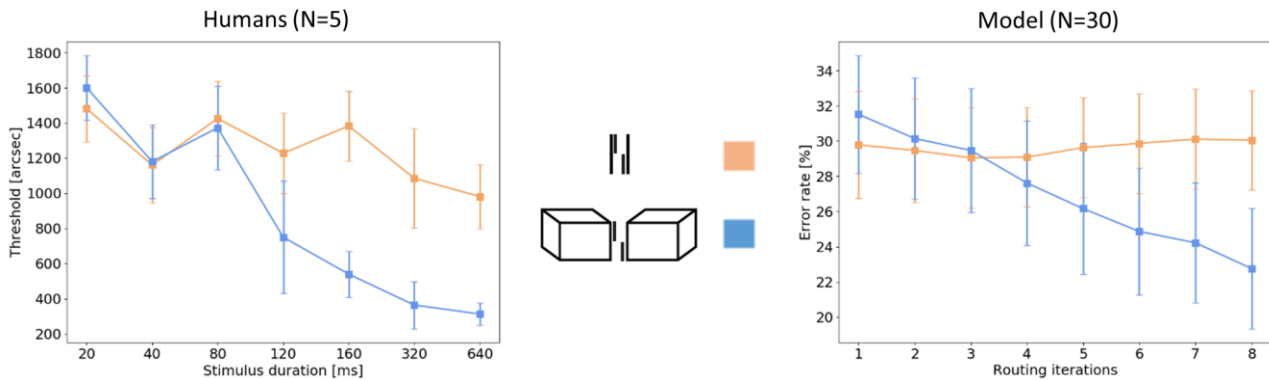 Humans (N=5)
Threshold [arcsec]
1800
1600
1400
1200
1000
800
600
400
200
20 40 80 120 160 320 640
Stimulus duration [ms]
Model (N=30)
Error rate [%]
34
32
30
28
26
24
22
20
1 2 3 4 5 6 7 8
Routing iterations